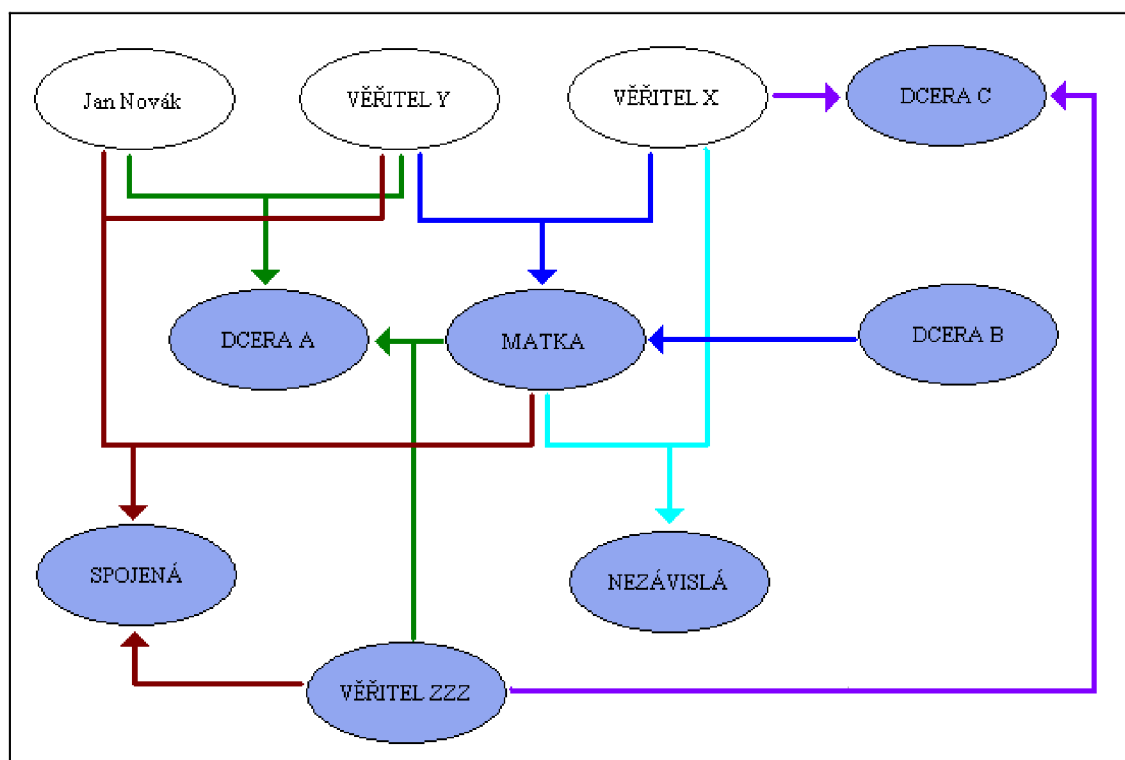 Jan Novák
VĚŘITEL Y
VĚŘITEL X
DCERA C
DCERA A
MATKA
DCERA B
SPOJENÁ
NEZÁVISLÁ
VĚŘITEL ZZZ